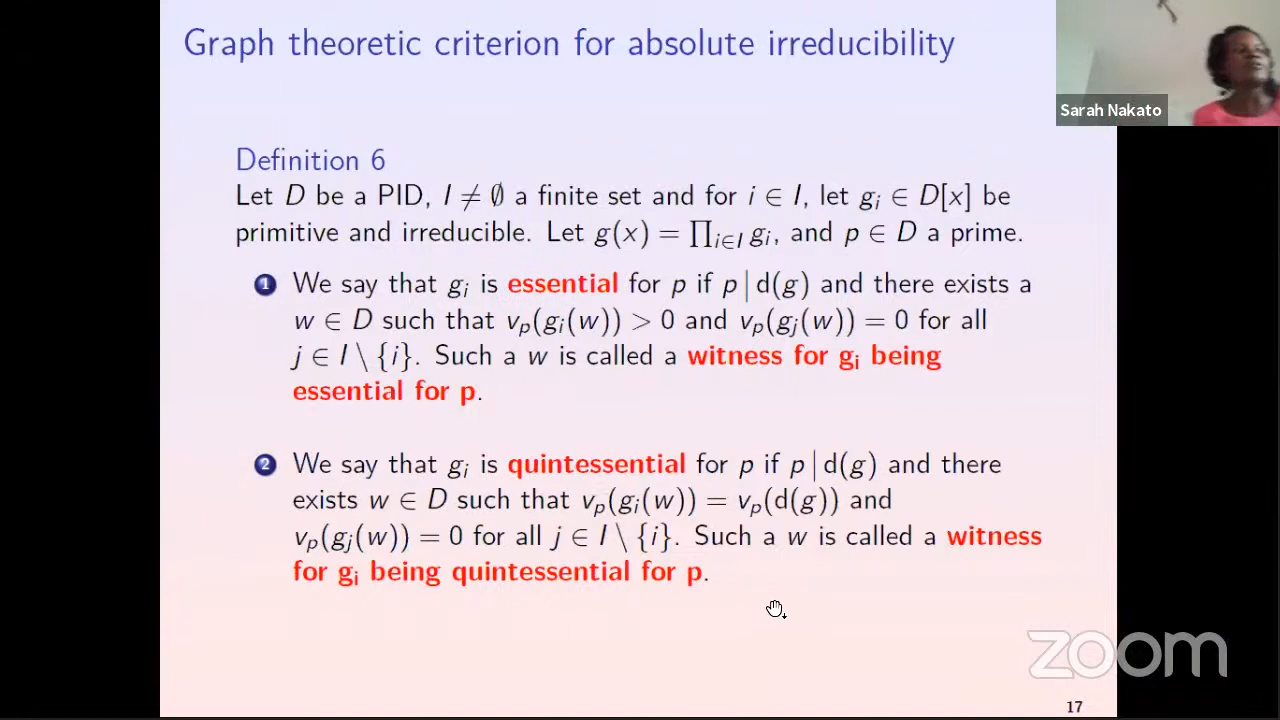 Graph theoretic criterion for absolute irreducibility
Sarah Nakato
Definition 6
Let D be a PID, I ≠ ∅ a finite set and for i ∈ I, let gᵢ ∈ D[x] be
primitive and irreducible. Let g(x) = ∏ᵢ∈I gᵢ, and p ∈ D a prime.
1 We say that gᵢ is essential for p if p | d(g) and there exists a
w ∈ D such that vₚ(gᵢ(w)) > 0 and vₚ(gⱼ(w)) = 0 for all
j ∈ I \ {i}. Such a w is called a witness for gᵢ being
essential for p.
2 We say that gᵢ is quintessential for p if p | d(g) and there
exists w ∈ D such that vₚ(gᵢ(w)) = vₚ(d(g)) and
vₚ(gⱼ(w)) = 0 for all j ∈ I \ {i}. Such a w is called a witness
for gᵢ being quintessential for p.
zoom
17